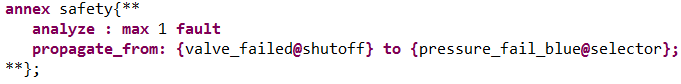 annex safety{**
analyze : max 1 fault
propagate_from: {valve_failed@shutoff} to {pressure_fail_blue@selector};
**};